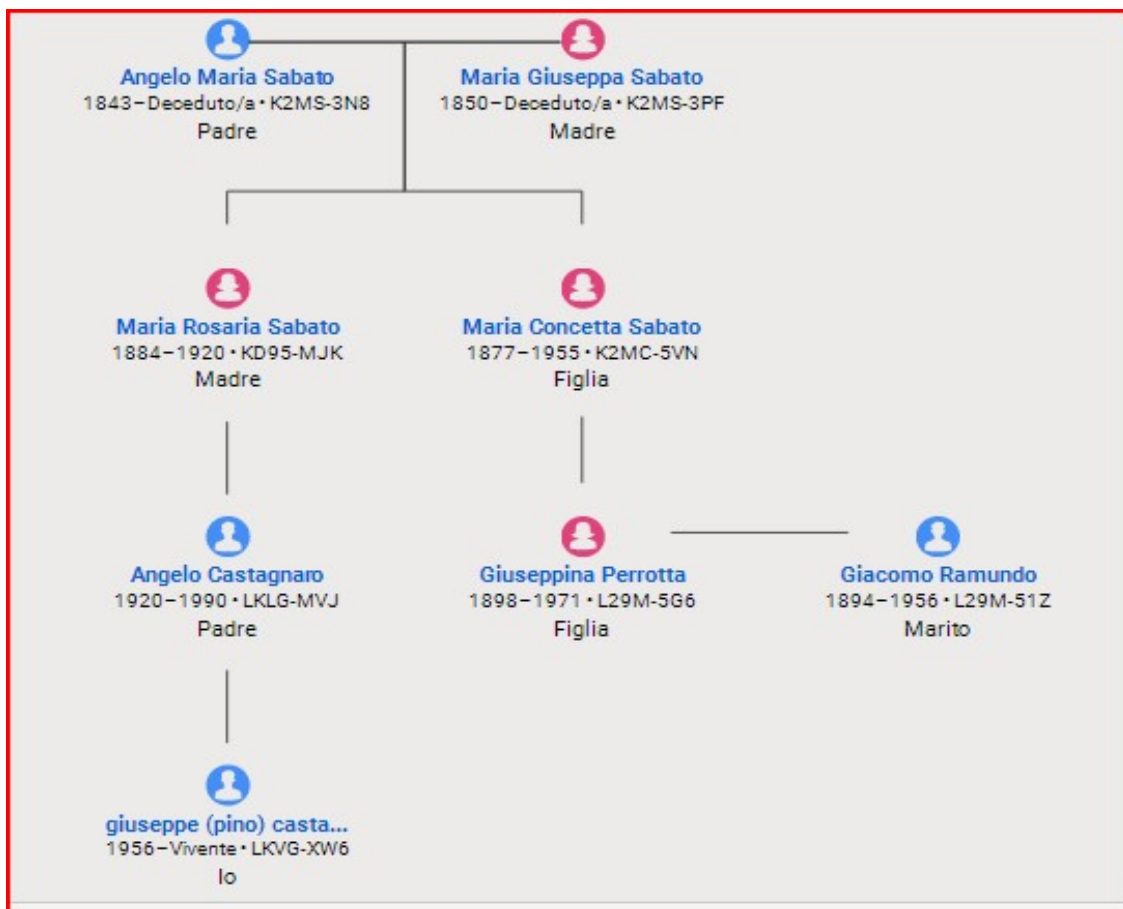 Angelo Maria Sabato
1843–Deceduto/a • K2MS-3N8
Padre
Maria Giuseppa Sabato
1850–Deceduto/a • K2MS-3PF
Madre
Maria Rosaria Sabato
1884–1920 • KD95-MJK
Madre
Maria Concetta Sabato
1877–1955 • K2MC-5VN
Figlia
Angelo Castagnaro
1920–1990 • LKLG-MVJ
Padre
Giuseppina Perrotta
1898–1971 • L29M-5G6
Figlia
Giacomo Ramundo
1894–1956 • L29M-51Z
Marito
giuseppe (pino) casta...
1956–Vivente • LKVG-XW6
Io